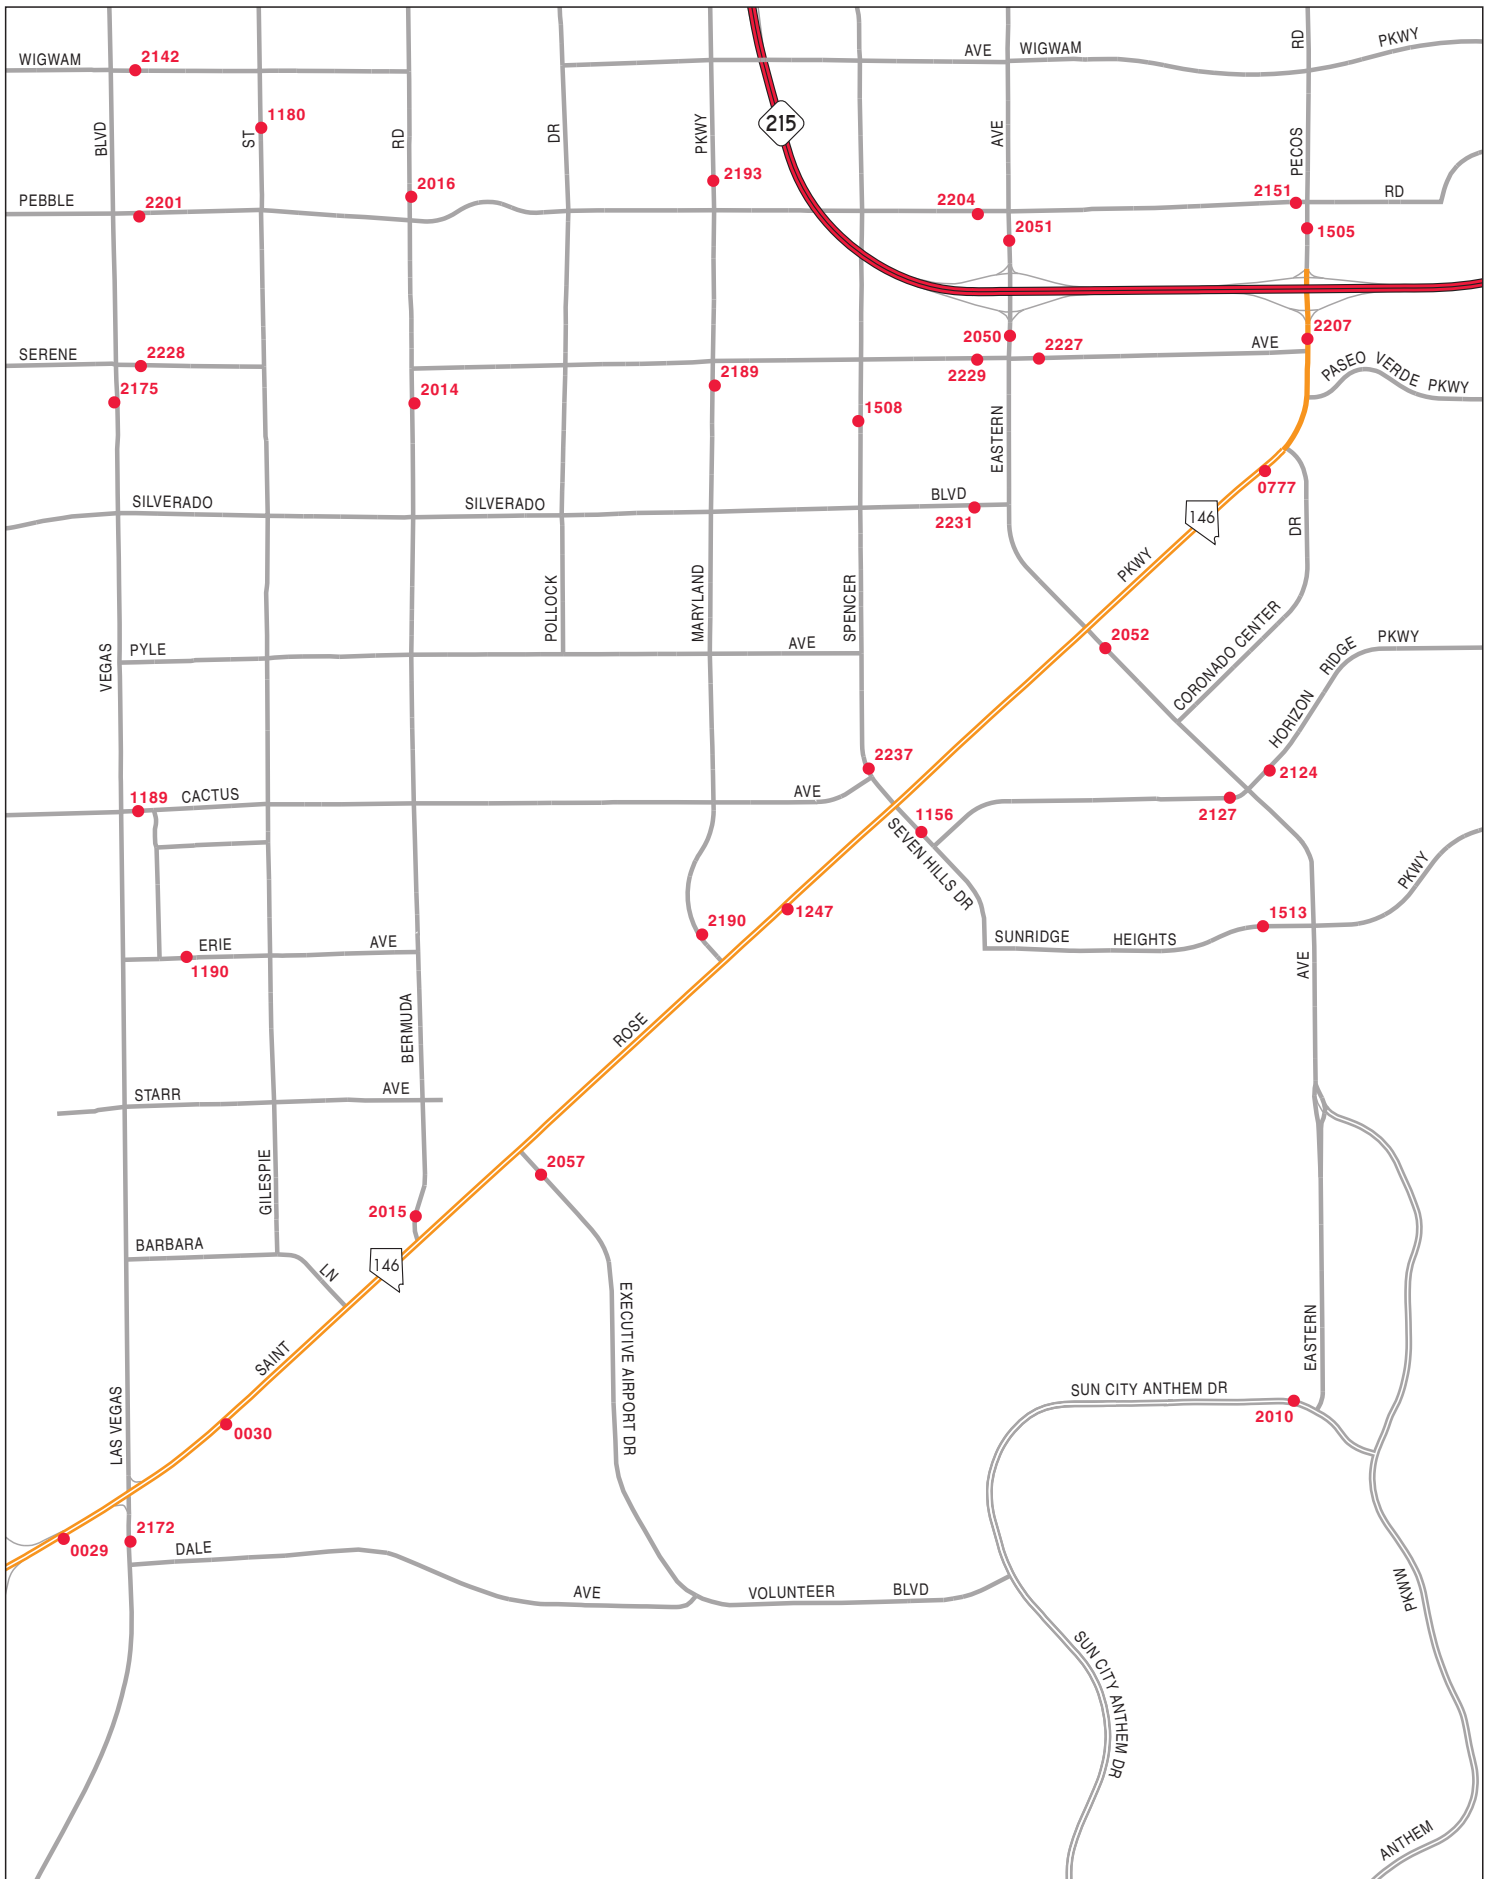 WIGWAM
2142
AVE
WIGWAM
RD
PKWY
1180
BLVD
ST
RD
DR
PKWY
215
AVE
PECOS
PEBBLE
2201
2016
2193
2204
2051
2151
RD
1505
SERENE
2228
2175
2014
2189
1508
2050
2229
2227
AVE
2207
PASEO VERDE PKWY
EASTERN
SILVERADO
SILVERADO
BLVD
2231
0777
146
DR
PKWY
POLLOCK
MARYLAND
SPENCER
VEGAS
PYLE
AVE
2052
CORONADO CENTER
HORIZON RIDGE PKWY
1189
CACTUS
AVE
2237
1156
2127
2124
SEVEN HILLS DR
PKWY
2190
1247
1513
SUNRIDGE HEIGHTS
ERIE
AVE
1190
AVE
BERMUDA
ROSE
STARR
AVE
GILESPIE
2057
2015
BARBARA
LN
146
EXECUTIVE AIRPORT DR
EASTERN
SAINT
SUN CITY ANTHEM DR
2010
LAS VEGAS
0030
2172
0029
DALE
AVE
VOLUNTEER
BLVD
PKWW
SUN CITY ANTHEM DR
ANTHEM